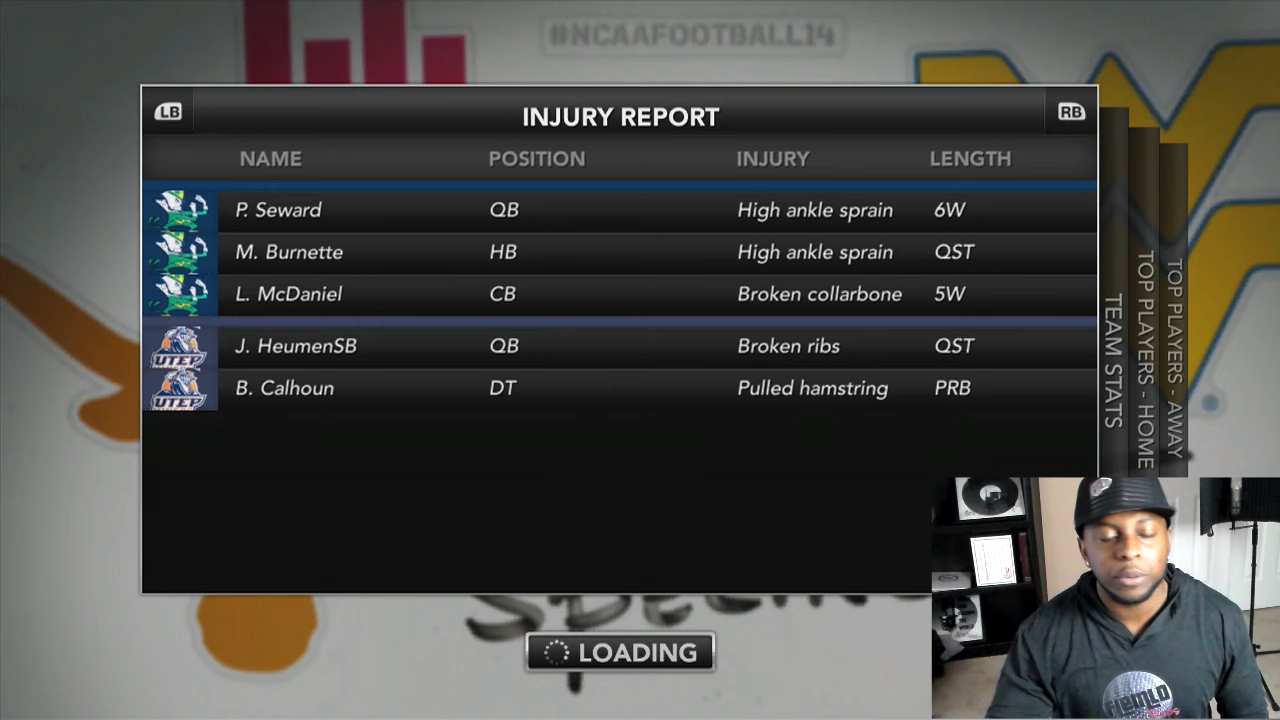 #NCAAFOOTBALL14
LB
INJURY REPORT
RB
NAME POSITION INJURY LENGTH
P. Seward QB High ankle sprain 6W
M. Burnette HB High ankle sprain QST
L. McDaniel CB Broken collarbone 5W
UTEP J. HeumenSB QB Broken ribs QST
UTEP B. Calhoun DT Pulled hamstring PRB
TEAM STATS
TOP PLAYERS - HOME
TOP PLAYERS - AWAY
LOADING